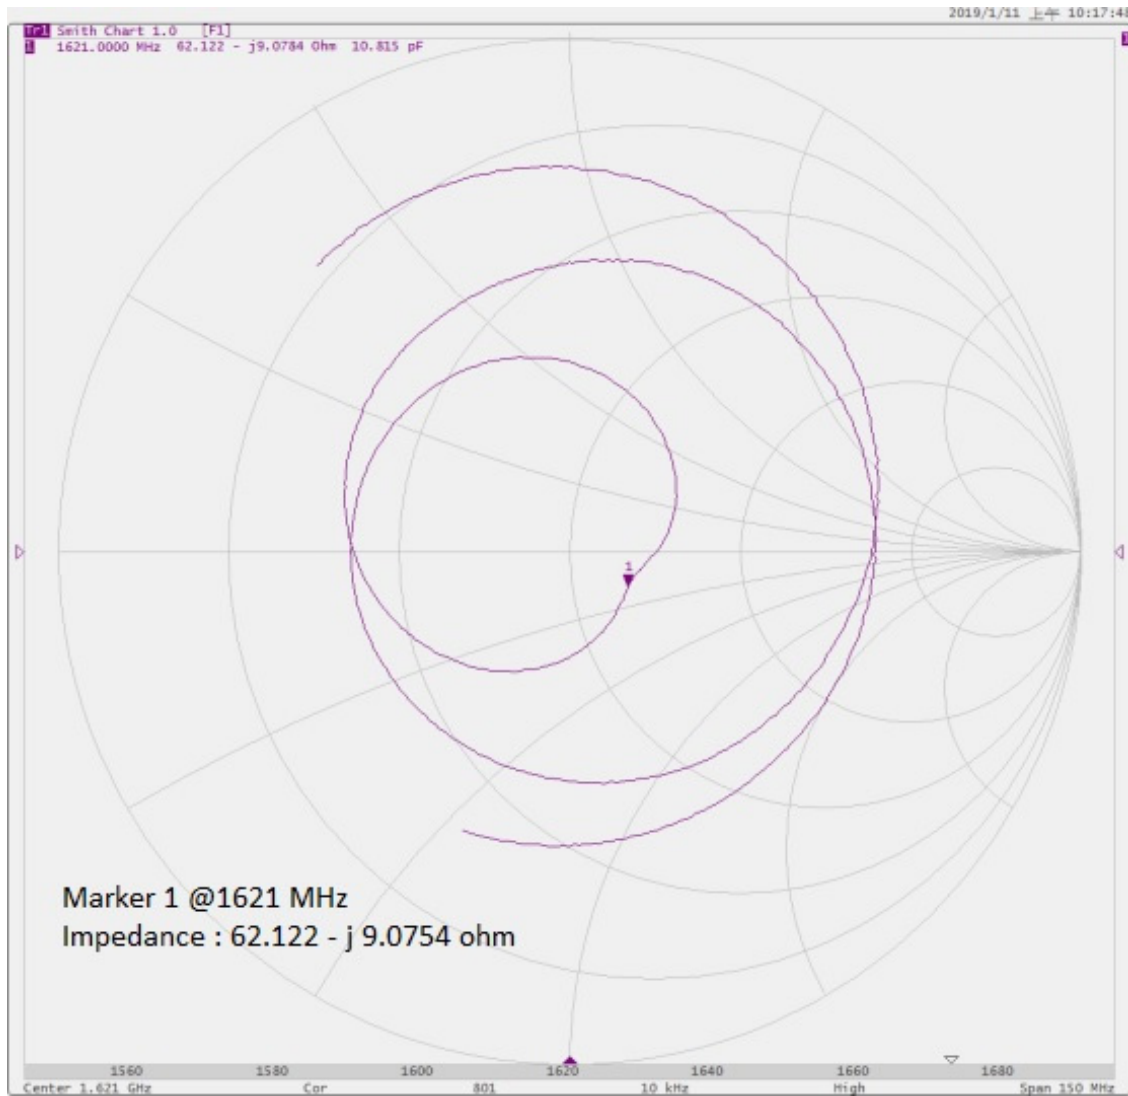 2019/1/11 上午 10:17:48
Tr1 Smith Chart 1.0 [F1]
1 1621.0000 MHz 62.122 - j9.0784 Ohm 10.815 pF
1
Marker 1 @1621 MHz
Impedance : 62.122 - j 9.0754 ohm
1560 1580 1600 1620 1640 1660 1680
Center 1.621 GHz Cor 801 10 kHz High Span 150 MHz